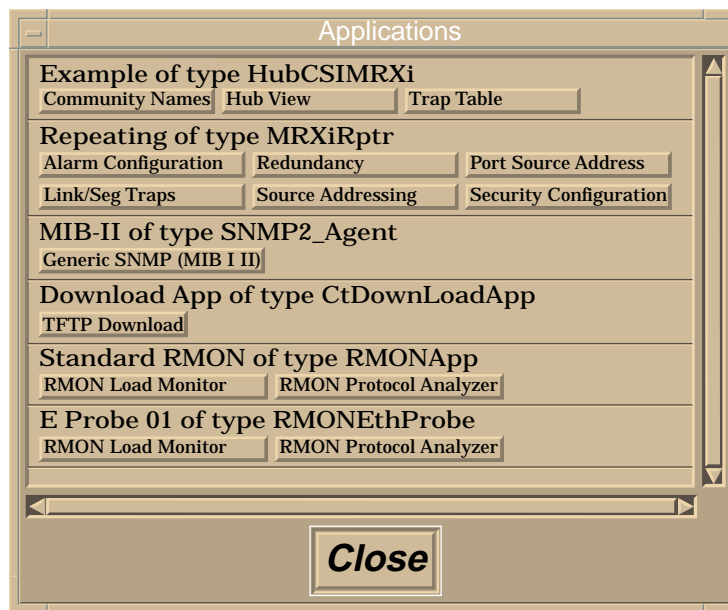 Applications
Example of type HubCSIMRXi
Community Names Hub View Trap Table
Repeating of type MRXiRptr
Alarm Configuration Redundancy Port Source Address
Link/Seg Traps Source Addressing Security Configuration
MIB-II of type SNMP2_Agent
Generic SNMP (MIB I II)
Download App of type CtDownLoadApp
TFTP Download
Standard RMON of type RMONApp
RMON Load Monitor RMON Protocol Analyzer
E Probe 01 of type RMONEthProbe
RMON Load Monitor RMON Protocol Analyzer
Close